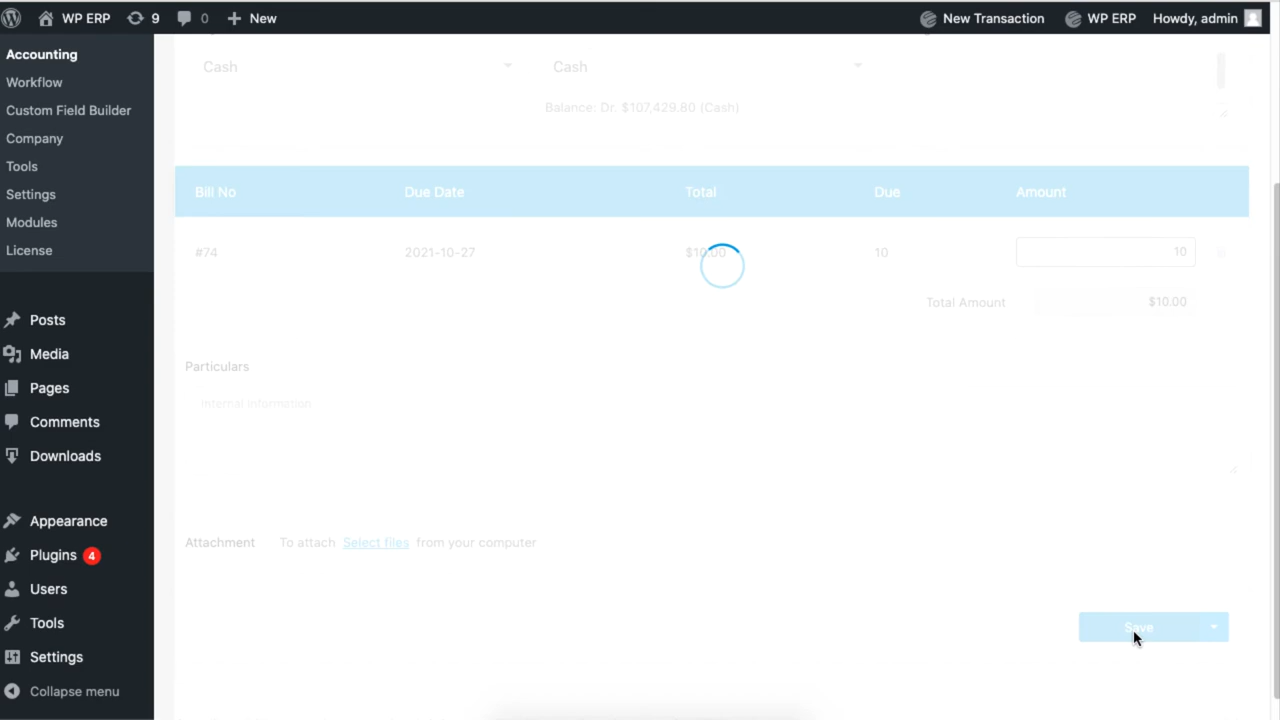 WP ERP 9 0 New New Transaction WP ERP Howdy, admin
Accounting
Workflow
Custom Field Builder
Company
Tools
Settings
Modules
License
Posts
Media
Pages
Comments
Downloads
Appearance
Plugins 4
Users
Tools
Settings
Collapse menu
Cash Cash
Balance: Dr. $107,429.80 (Cash)
Bill No Due Date Total Due Amount
#74 2021-10-27 $10.00 10 10
Total Amount $10.00
Particulars
Internal Information
Attachment To attach Select files from your computer
Save